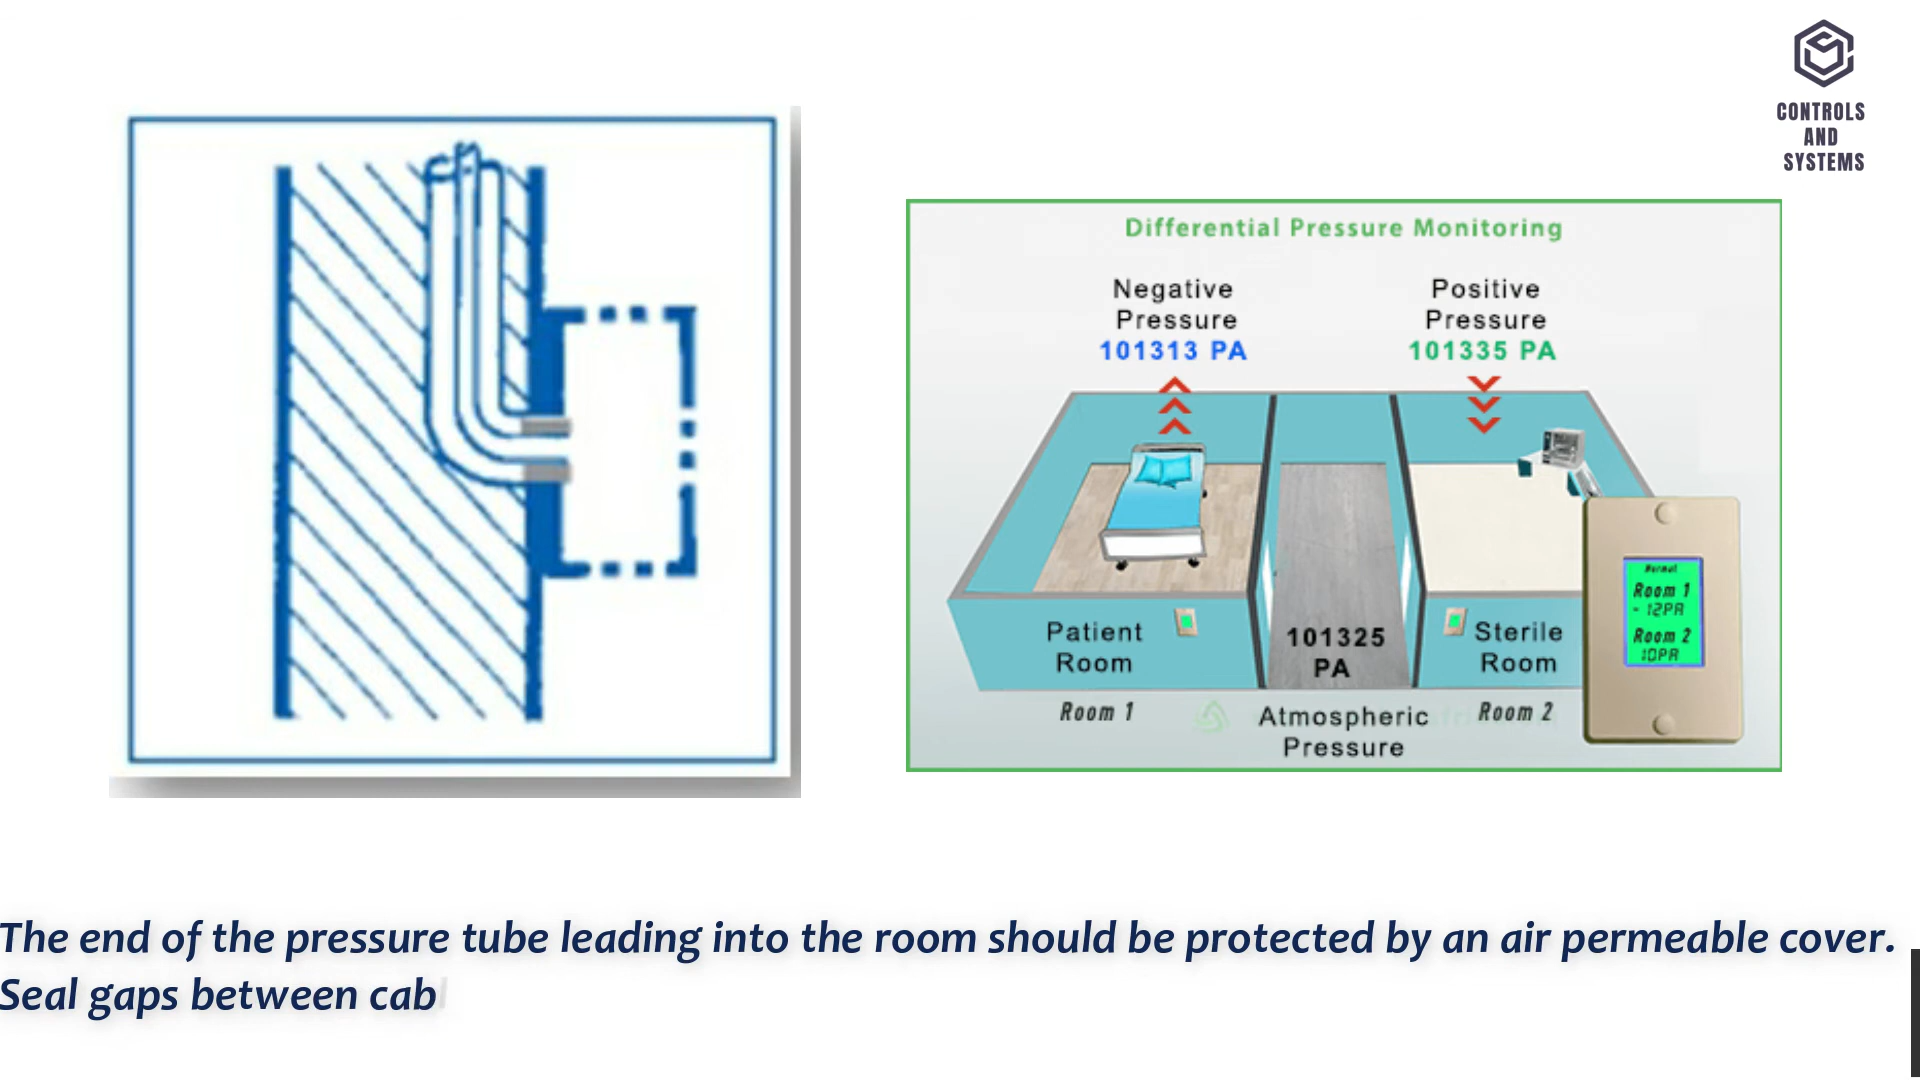 CONTROLS
AND
SYSTEMS
Differential Pressure Monitoring
Negative
Pressure
101313 PA
Positive
Pressure
101335 PA
Patient
Room
101325
PA
Sterile
Room
Normal
Room 1
- 12PA
Room 2
10PA
Room 1
Atmospheric
Pressure
Room 2
The end of the pressure tube leading into the room should be protected by an air permeable cover.
Seal gaps between cabl